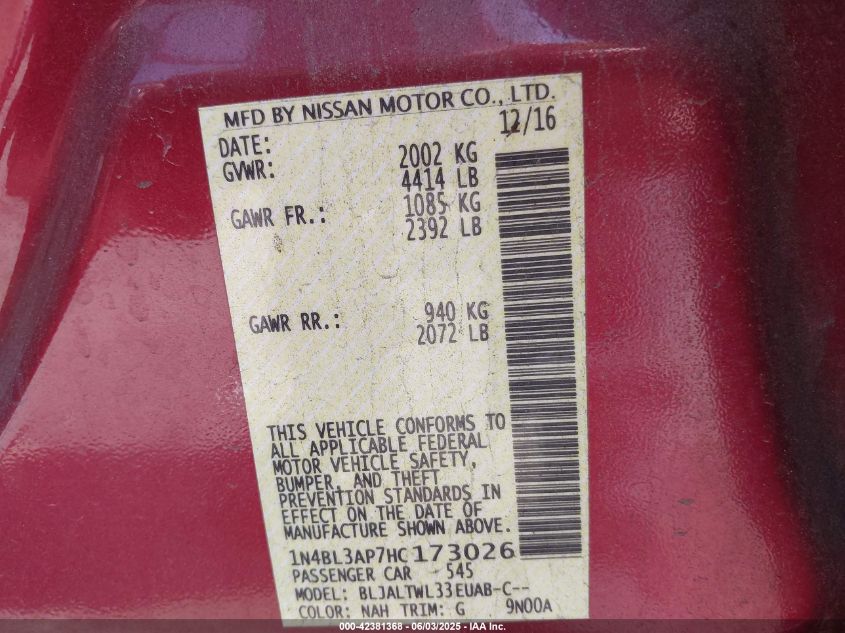 MFD BY NISSAN MOTOR CO., LTD.
DATE: 12/16
GVWR: 2002 KG
4414 LB
GAWR FR.: 1085 KG
2392 LB
GAWR RR.: 940 KG
2072 LB
THIS VEHICLE CONFORMS TO
ALL APPLICABLE FEDERAL
MOTOR VEHICLE SAFETY,
BUMPER, AND THEFT
PREVENTION STANDARDS IN
EFFECT ON THE DATE OF
MANUFACTURE SHOWN ABOVE.
1N4BL3AP7HC173026
PASSENGER CAR 545
MODEL: BLJALTWL33EUAB-C--
COLOR: NAH TRIM: G 9N00A
000-42381368 - 06/03/2025 - IAA Inc.